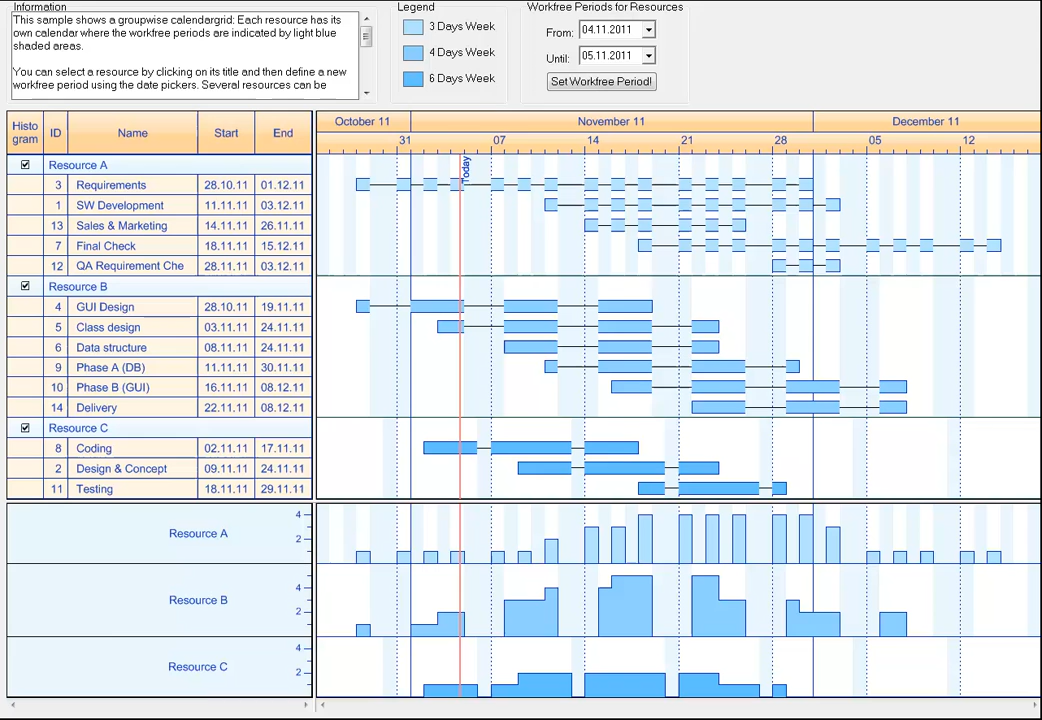 Information
This sample shows a groupwise calendargrid: Each resource has its
own calendar where the workfree periods are indicated by light blue
shaded areas.
You can select a resource by clicking on its title and then define a new
workfree period using the date pickers. Several resources can be
Legend
3 Days Week
4 Days Week
6 Days Week
Workfree Periods for Resources
From: 04.11.2011
Until: 05.11.2011
Set Workfree Period!
Histo
gram ID Name Start End
October 11 November 11 December 11
31 07 14 21 28 05 12
Today
Resource A
3 Requirements 28.10.11 01.12.11
1 SW Development 11.11.11 03.12.11
13 Sales & Marketing 14.11.11 26.11.11
7 Final Check 18.11.11 15.12.11
12 QA Requirement Che 28.11.11 03.12.11
Resource B
4 GUI Design 28.10.11 19.11.11
5 Class design 03.11.11 24.11.11
6 Data structure 08.11.11 24.11.11
9 Phase A (DB) 11.11.11 30.11.11
10 Phase B (GUI) 16.11.11 08.12.11
14 Delivery 22.11.11 08.12.11
Resource C
8 Coding 02.11.11 17.11.11
2 Design & Concept 09.11.11 24.11.11
11 Testing 18.11.11 29.11.11
4
Resource A
2
4
Resource B
2
4
Resource C
2